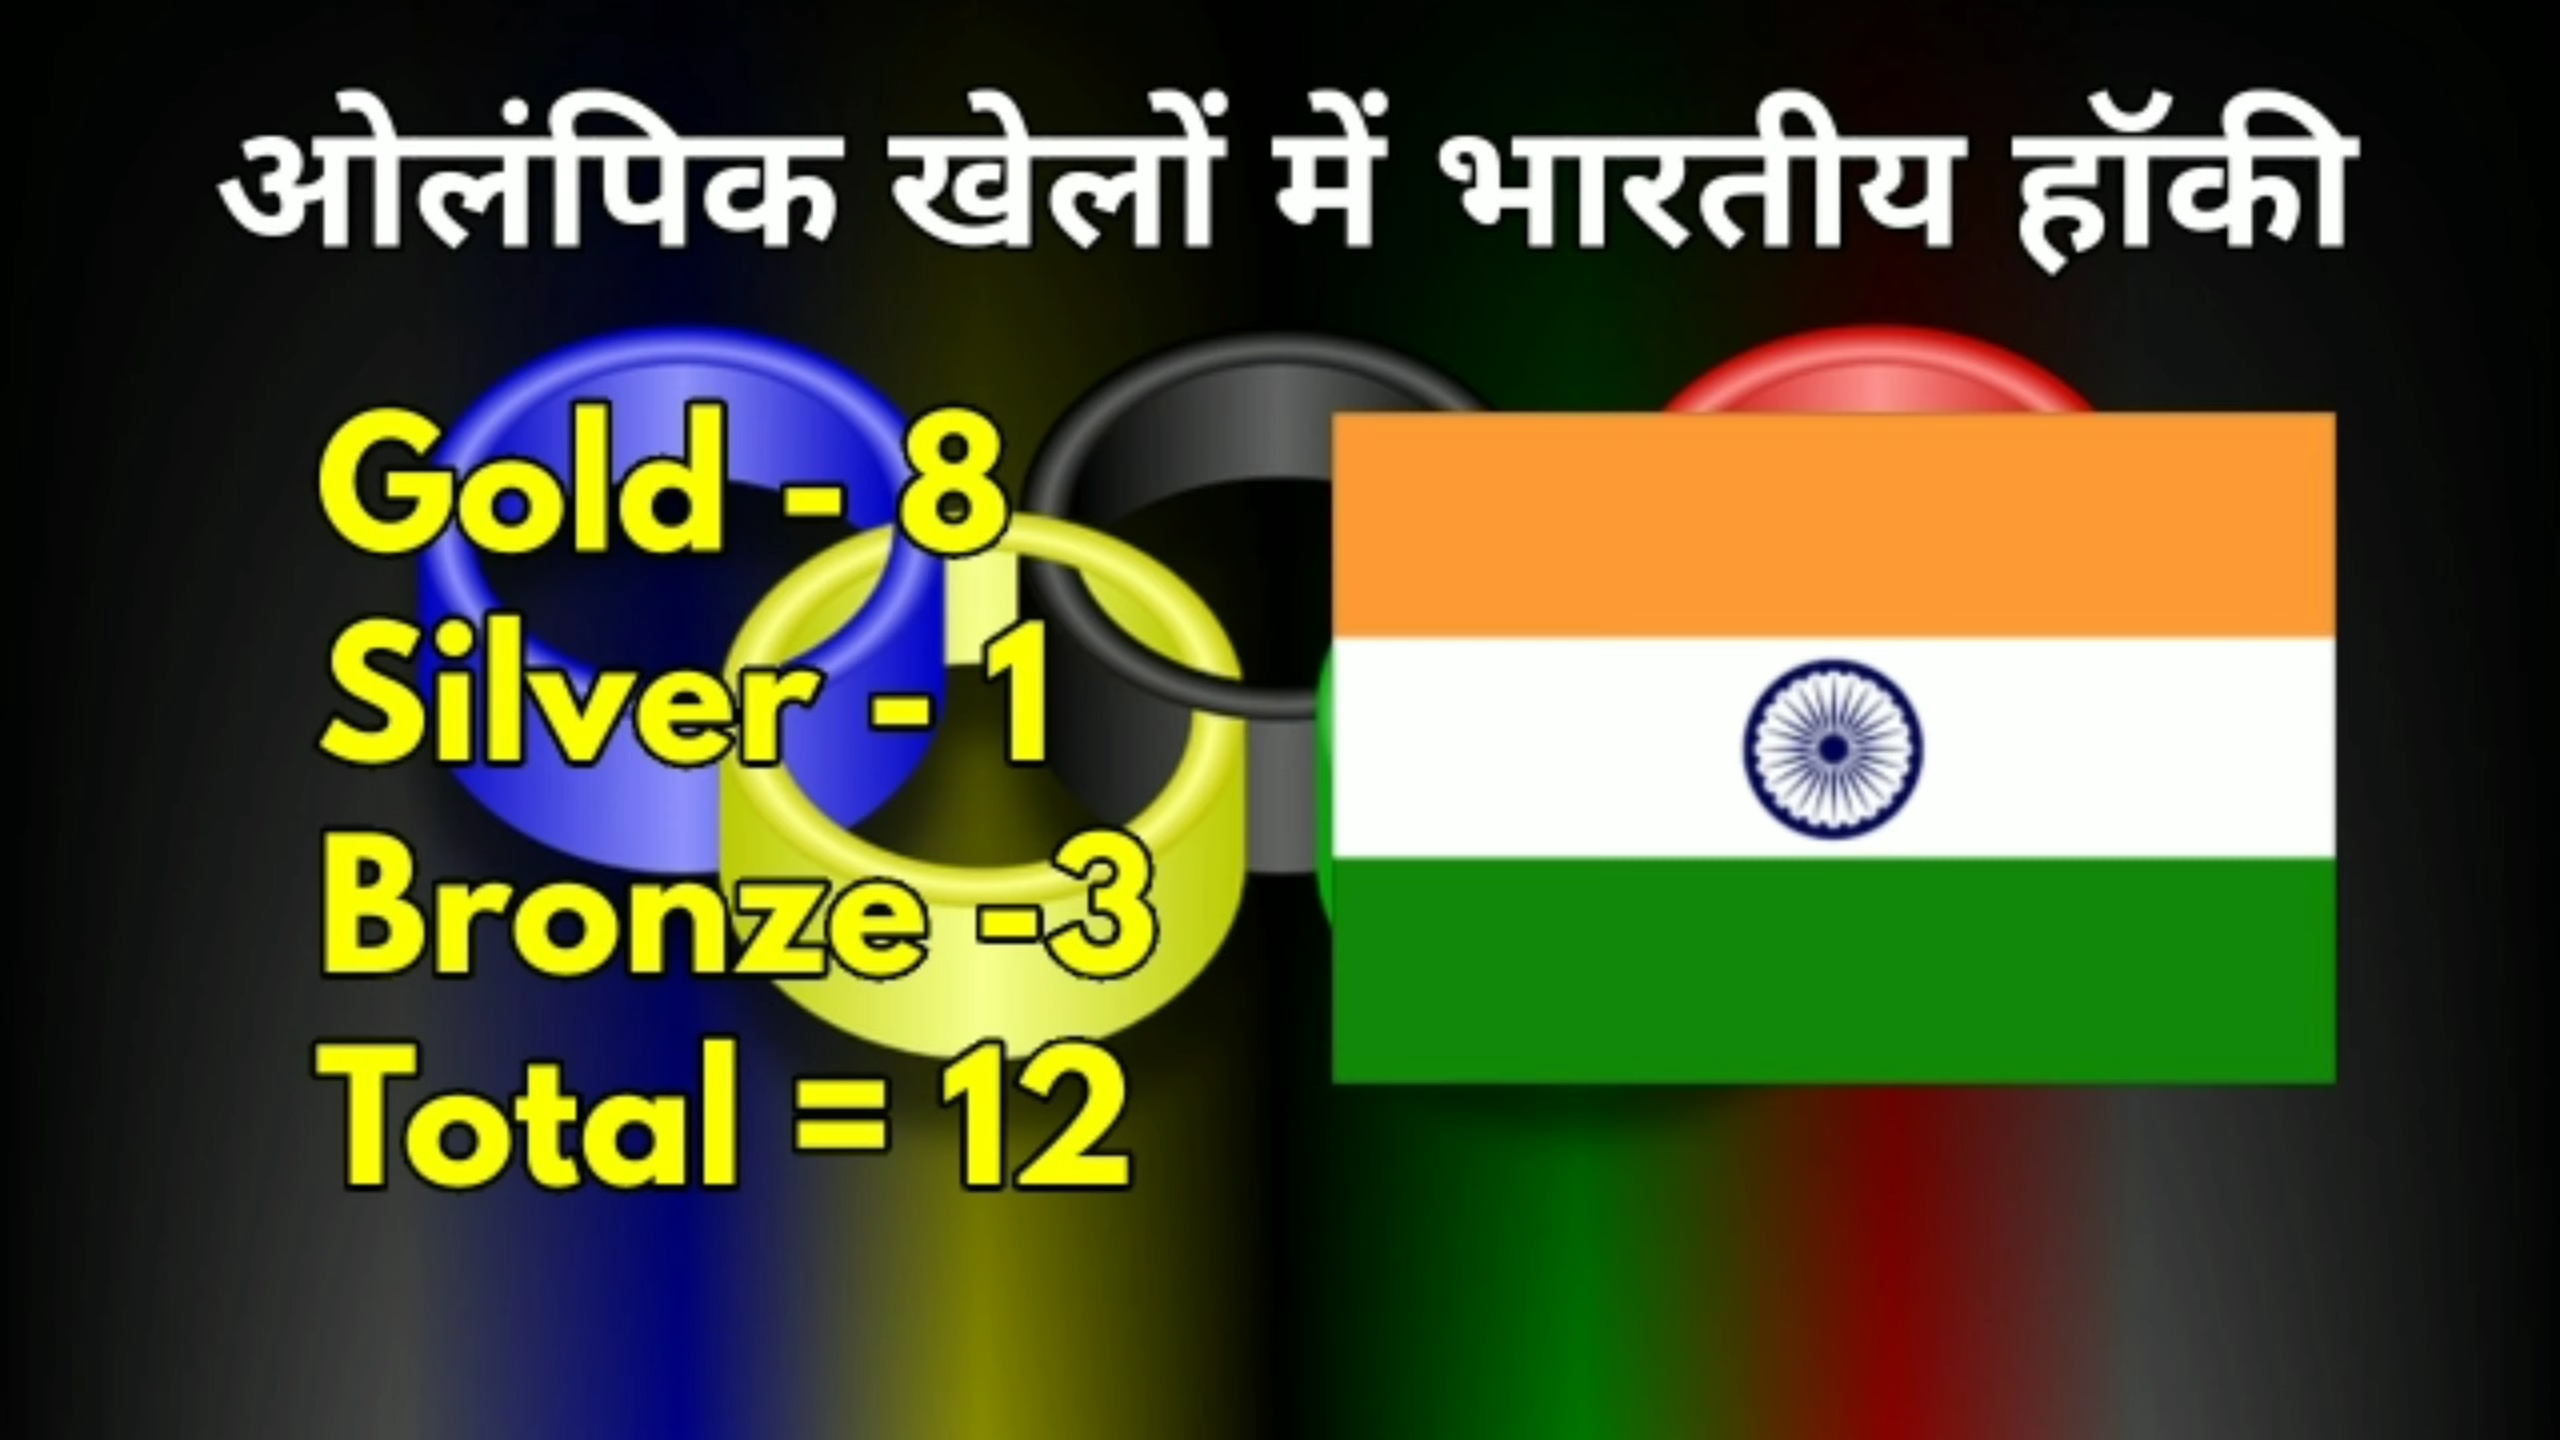 ओलंपिक खेलों में भारतीय हॉकी
Gold - 8
Silver - 1
Bronze -3
Total = 12